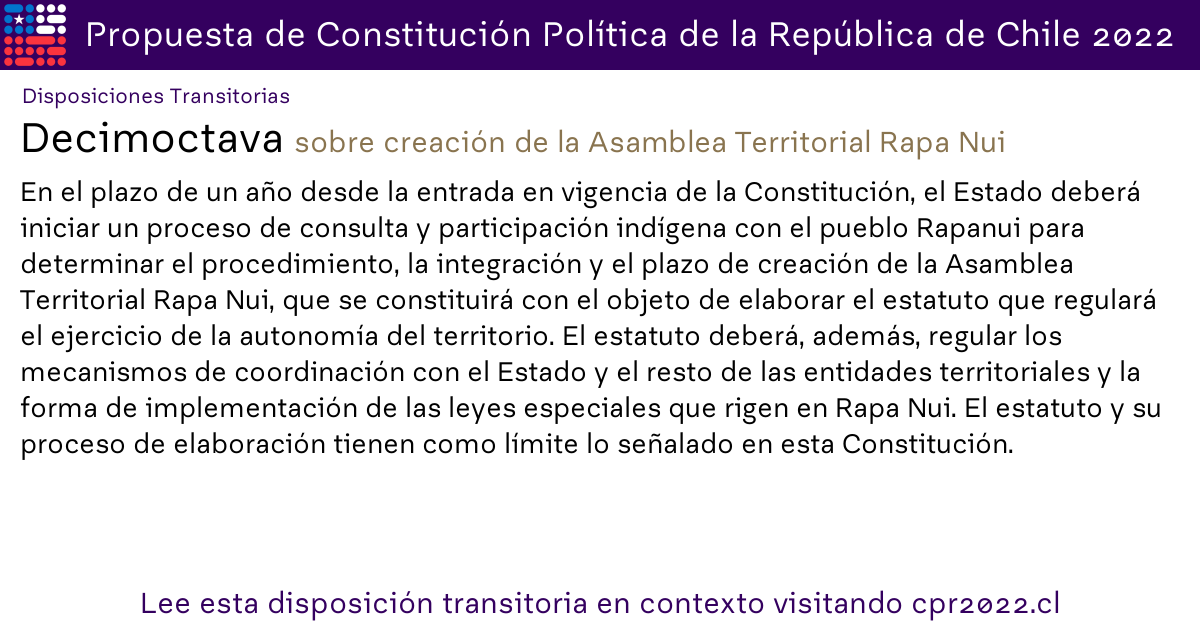 Propuesta de Constitución Política de la República de Chile 2022
Disposiciones Transitorias
Decimoctava sobre creación de la Asamblea Territorial Rapa Nui
En el plazo de un año desde la entrada en vigencia de la Constitución, el Estado deberá
iniciar un proceso de consulta y participación indígena con el pueblo Rapanui para
determinar el procedimiento, la integración y el plazo de creación de la Asamblea
Territorial Rapa Nui, que se constituirá con el objeto de elaborar el estatuto que regulará
el ejercicio de la autonomía del territorio. El estatuto deberá, además, regular los
mecanismos de coordinación con el Estado y el resto de las entidades territoriales y la
forma de implementación de las leyes especiales que rigen en Rapa Nui. El estatuto y su
proceso de elaboración tienen como límite lo señalado en esta Constitución.
Lee esta disposición transitoria en contexto visitando cpr2022.cl